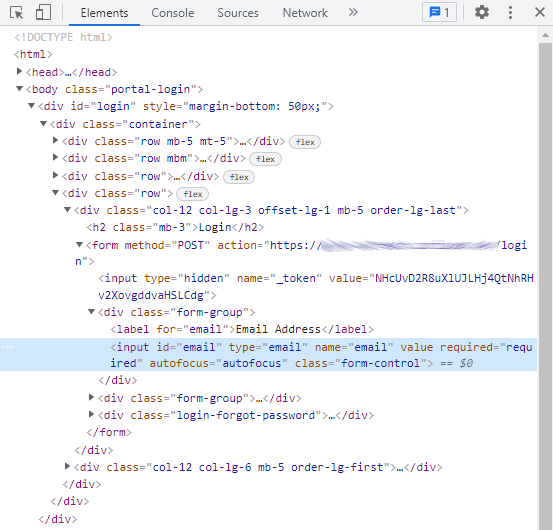 Elements Console Sources Network » 1
<!DOCTYPE html>
<html>
<head>…</head>
<body class="portal-login">
<div id="login" style="margin-bottom: 50px;">
<div class="container">
<div class="row mb-5 mt-5">…</div> flex
<div class="row mbm">…</div> flex
<div class="row">…</div> flex
<div class="row"> flex
<div class="col-12 col-lg-3 offset-lg-1 mb-5 order-lg-last">
<h2 class="mb-3">Login</h2>
<form method="POST" action="https:/ /logi
n">
<input type="hidden" name="_token" value="NHcUvD2R8uXlUJLHj4QtNhRH
v2XovgddvaHSLCdg">
<div class="form-group">
<label for="email">Email Address</label>
<input id="email" type="email" name="email" value required="requ
ired" autofocus="autofocus" class="form-control"> == $0
</div>
<div class="form-group">…</div>
<div class="login-forgot-password">…</div>
</form>
</div>
<div class="col-12 col-lg-6 mb-5 order-lg-first">…</div>
</div>
</div>
</div>